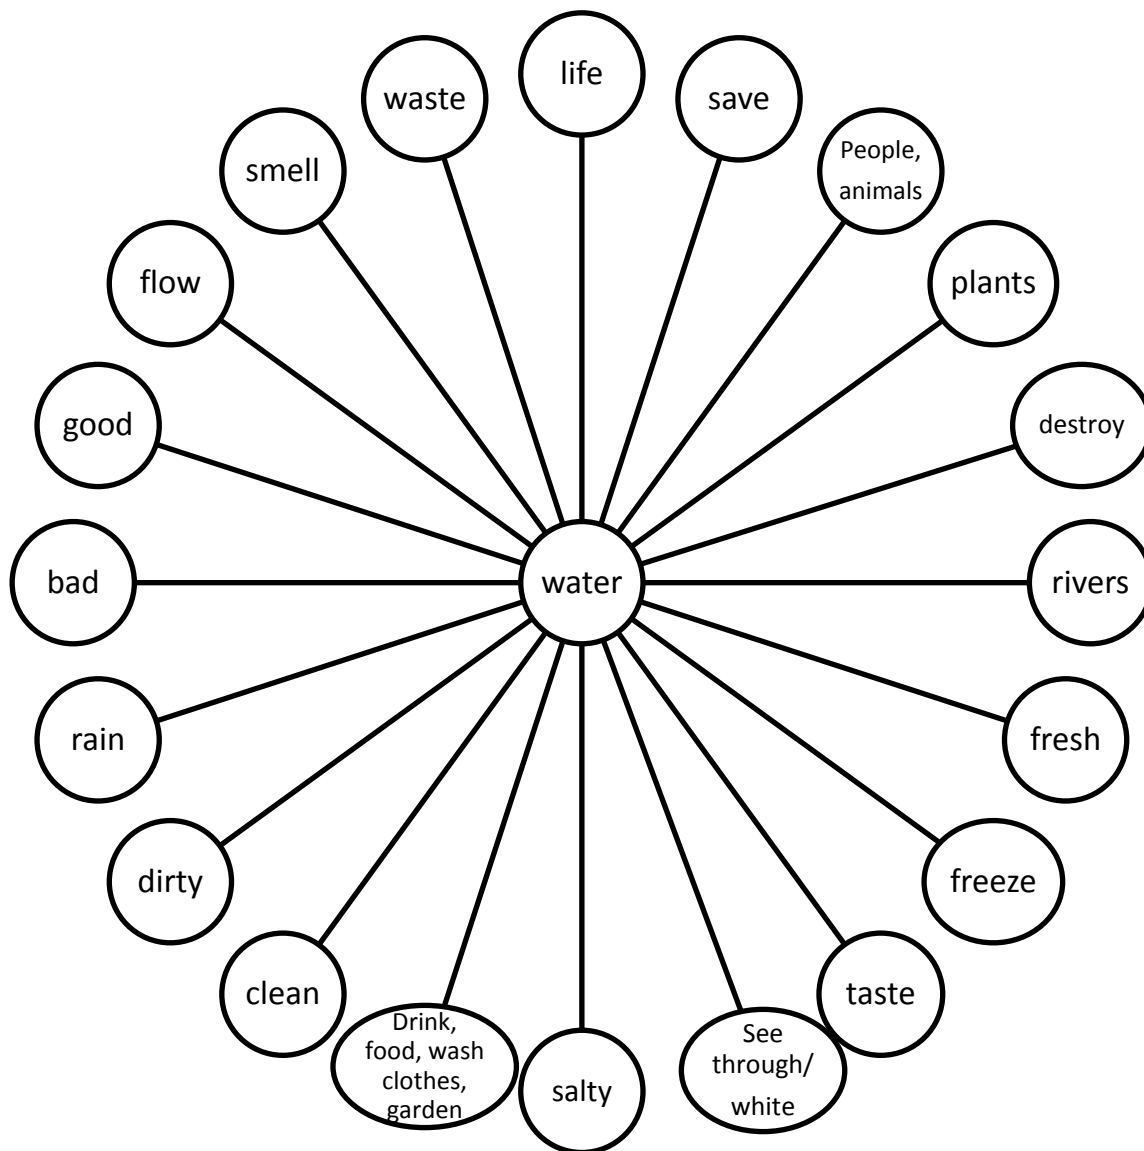 life
save
People,
animals
plants
destroy
rivers
fresh
freeze
taste
See
through/
white
salty
Drink,
food, wash
clothes,
garden
clean
dirty
rain
bad
good
flow
smell
waste
water